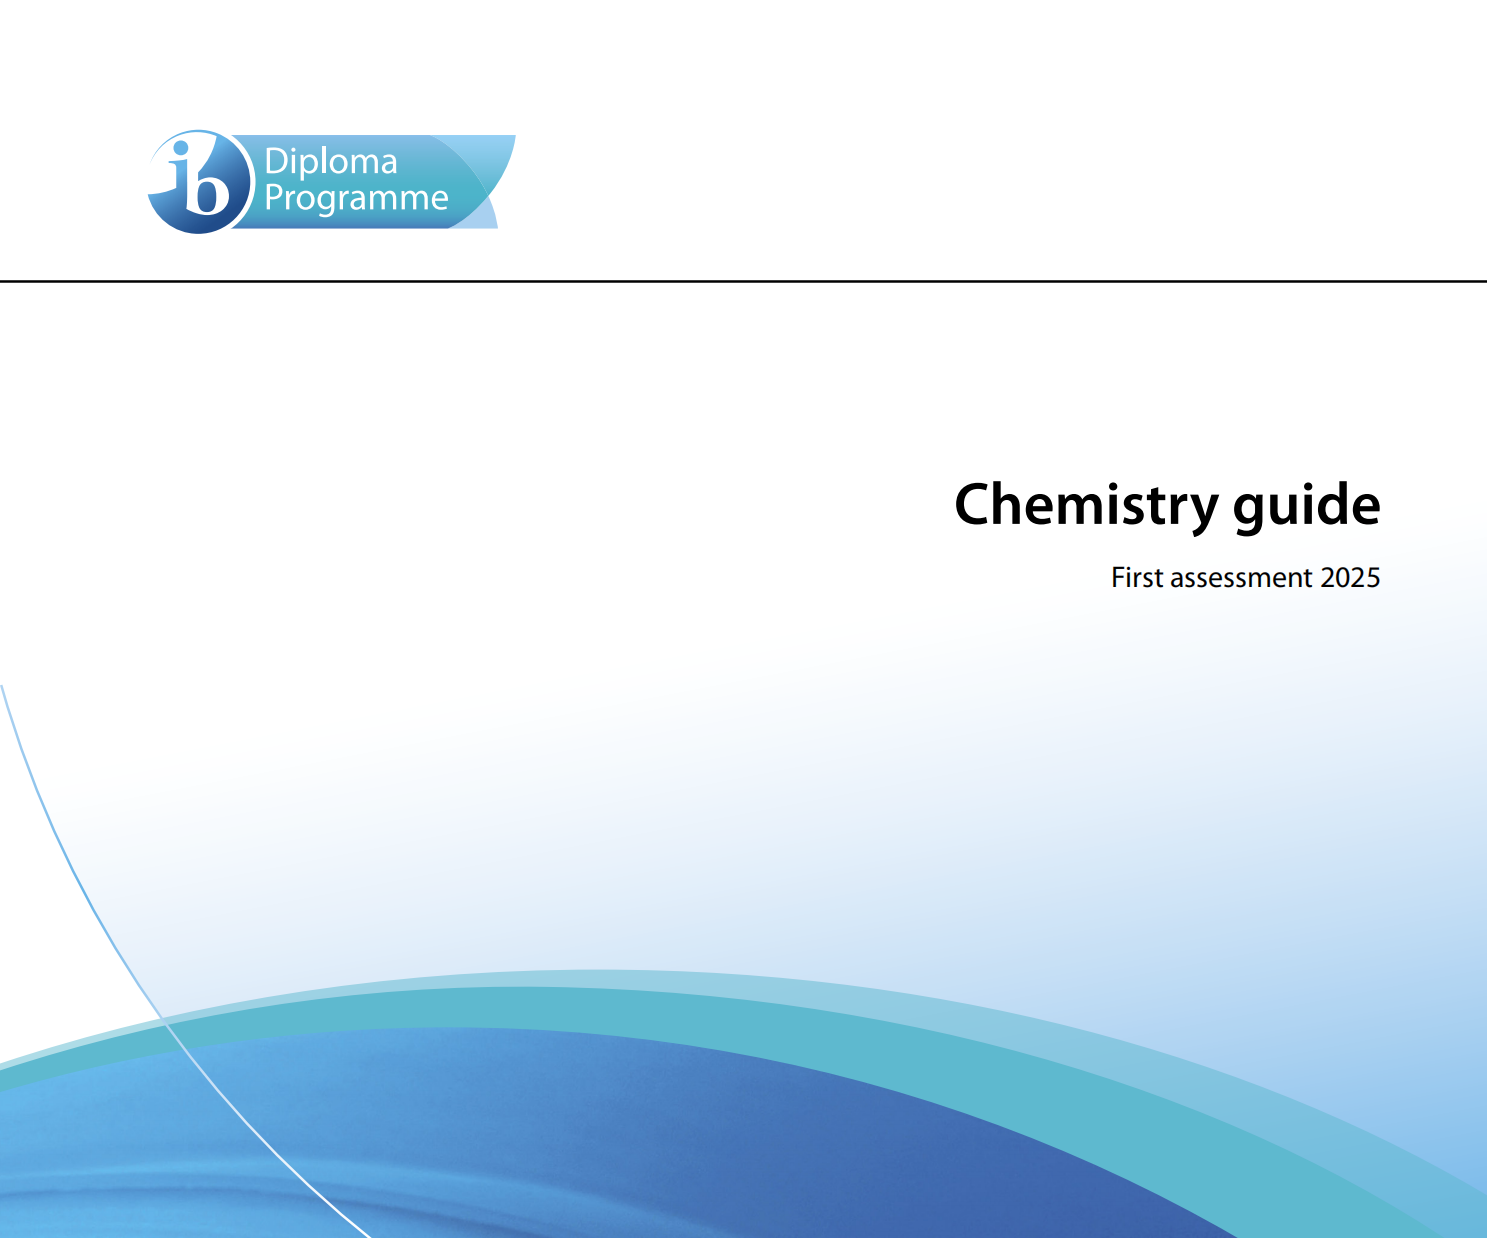 ib
Diploma
Programme
Chemistry guide
First assessment 2025